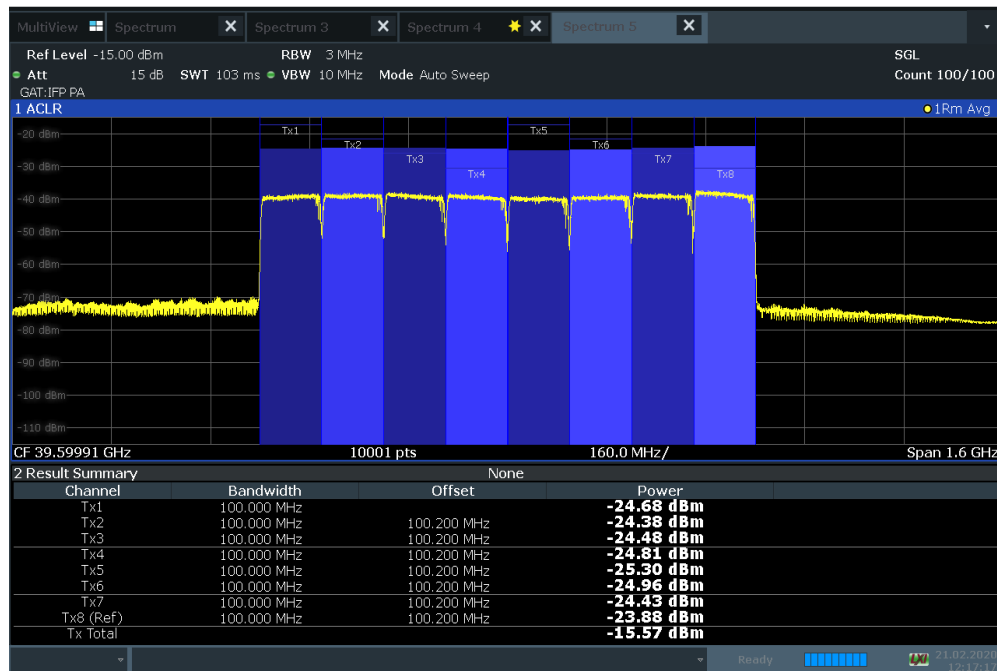 MultiView Spectrum X Spectrum 3 X Spectrum 4 X Spectrum 5 X
Ref Level -15.00 dBm RBW 3 MHz SGL
Att 15 dB SWT 103 ms VBW 10 MHz Mode Auto Sweep Count 100/100
GAT:IFP PA
1 ACLR 1Rm Avg
Tx1 Tx5
-20 dBm
Tx2 Tx6
Tx3 Tx7
-30 dBm
Tx4 Tx8
-40 dBm
-50 dBm
-60 dBm
-70 dBm
-80 dBm
-90 dBm
-100 dBm
-110 dBm
CF 39.59991 GHz 10001 pts 160.0 MHz/ Span 1.6 GHz
2 Result Summary None
Channel Bandwidth Offset Power
Tx1 100.000 MHz -24.68 dBm
Tx2 100.000 MHz 100.200 MHz -24.38 dBm
Tx3 100.000 MHz 100.200 MHz -24.48 dBm
Tx4 100.000 MHz 100.200 MHz -24.81 dBm
Tx5 100.000 MHz 100.200 MHz -25.30 dBm
Tx6 100.000 MHz 100.200 MHz -24.96 dBm
Tx7 100.000 MHz 100.200 MHz -24.43 dBm
Tx8 (Ref) 100.000 MHz 100.200 MHz -23.88 dBm
Tx Total -15.57 dBm
Ready 21.02.2020
12:17:17